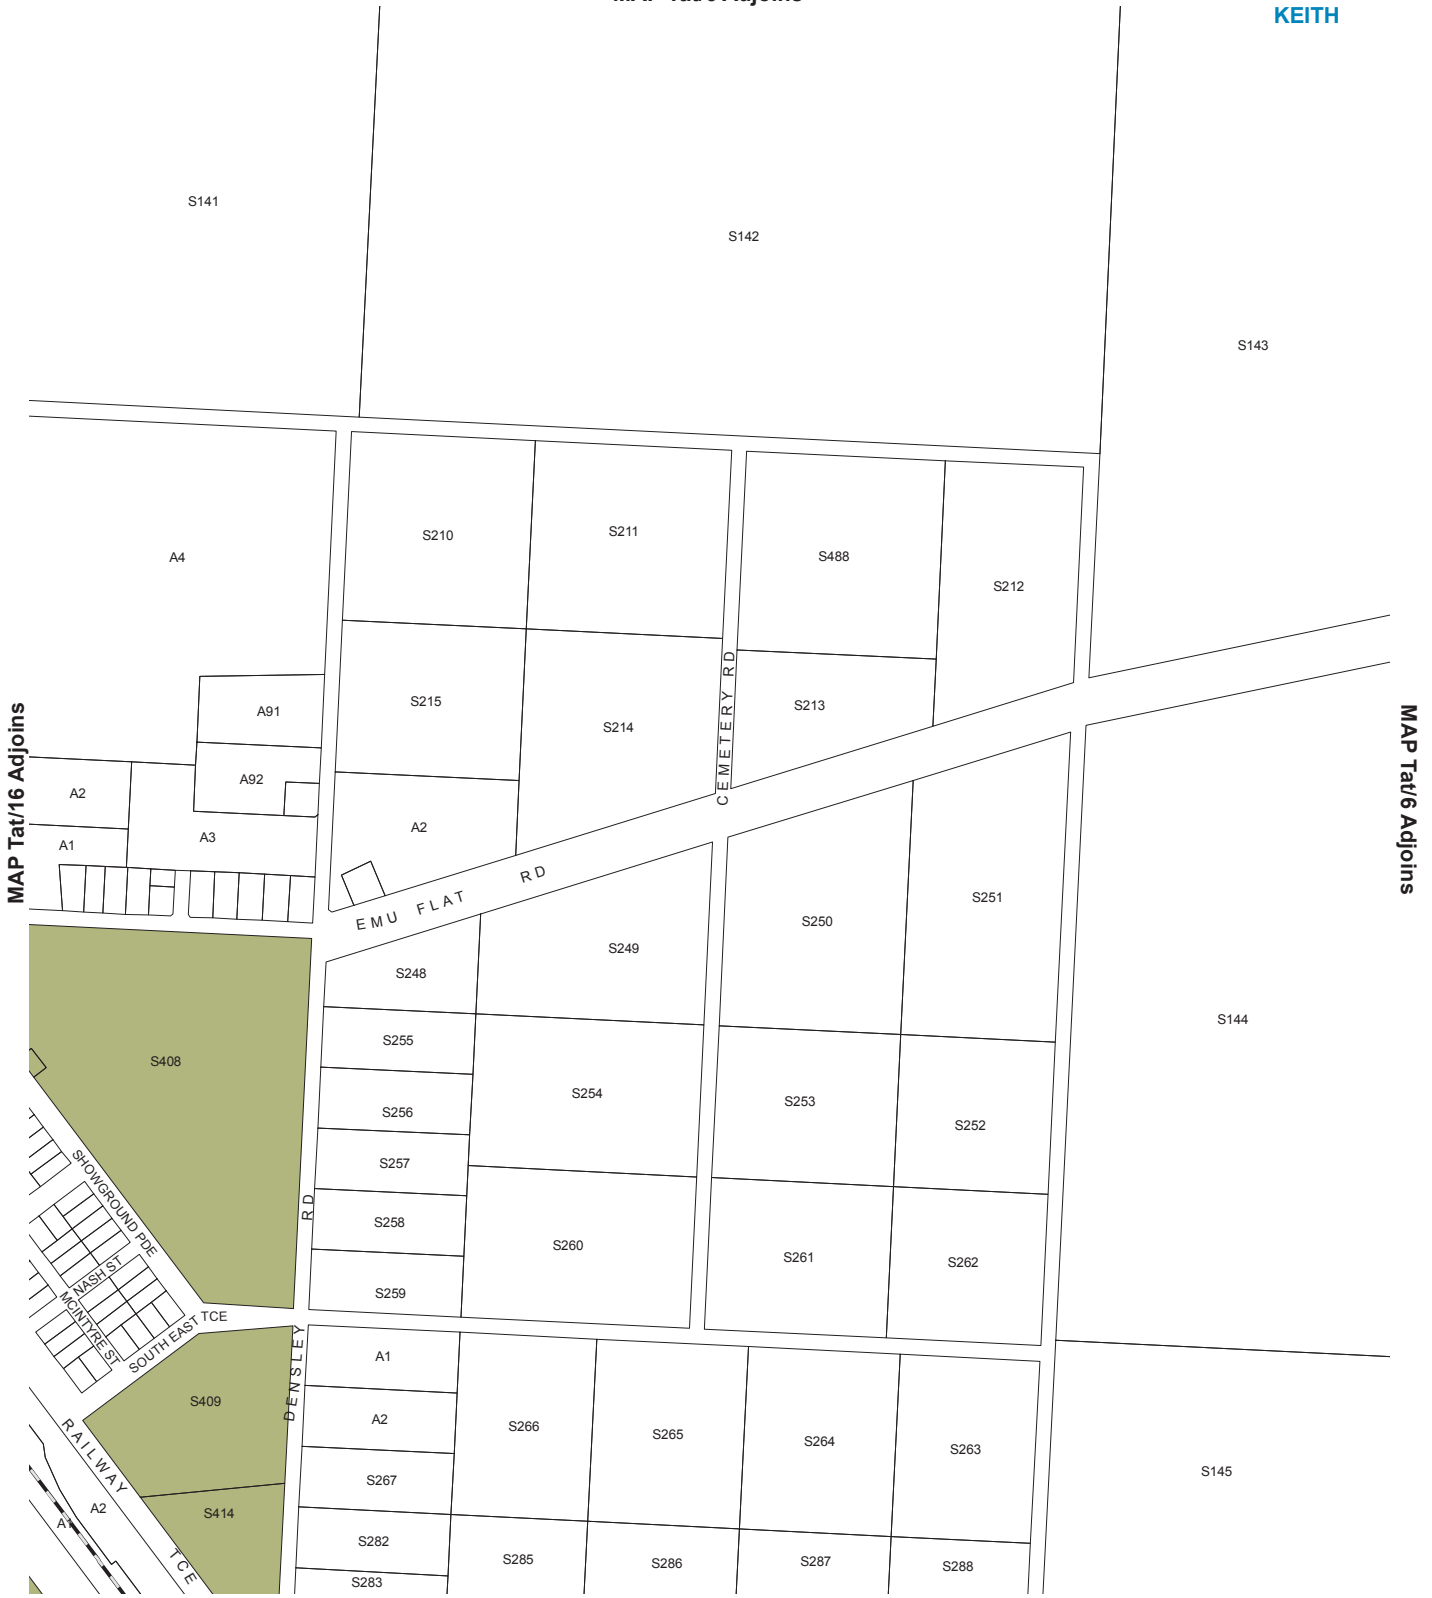 KEITH
S141
S142
S143
S210
S211
S488
S212
A4
A91
S215
S214
S213
CEMETERY RD
A92
A2
A3
A1
A2
MAP Tat/16 Adjoins
MAP Tat/6 Adjoins
EMU FLAT RD
S248
S249
S250
S251
S144
S408
S255
S254
S253
S252
S256
S257
S258
S259
S260
S261
S262
SHOWGROUND PDE
NASH ST
MCINTYRE ST
SOUTH EAST TCE
DENSLEY RD
A1
A2
S266
S265
S264
S263
S145
S409
S267
S414
S282
S283
S285
S286
S287
S288
RAILWAY TCE
A2
A1